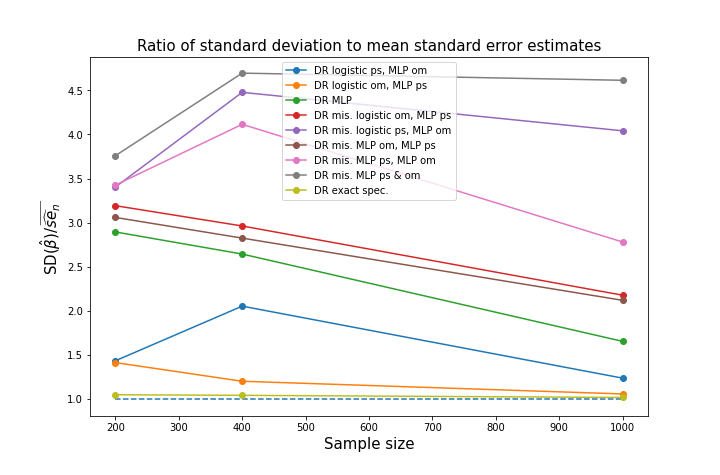 Ratio of standard deviation to mean standard error estimates
DR logistic ps, MLP om
DR logistic om, MLP ps
DR MLP
DR mis. logistic om, MLP ps
DR mis. logistic ps, MLP om
DR mis. MLP om, MLP ps
DR mis. MLP ps, MLP om
DR mis. MLP ps & om
DR exact spec.
4.5
4.0
3.5
3.0
2.5
2.0
1.5
1.0
SD(β̂)/s̅e̅̂ₙ
200 300 400 500 600 700 800 900 1000
Sample size